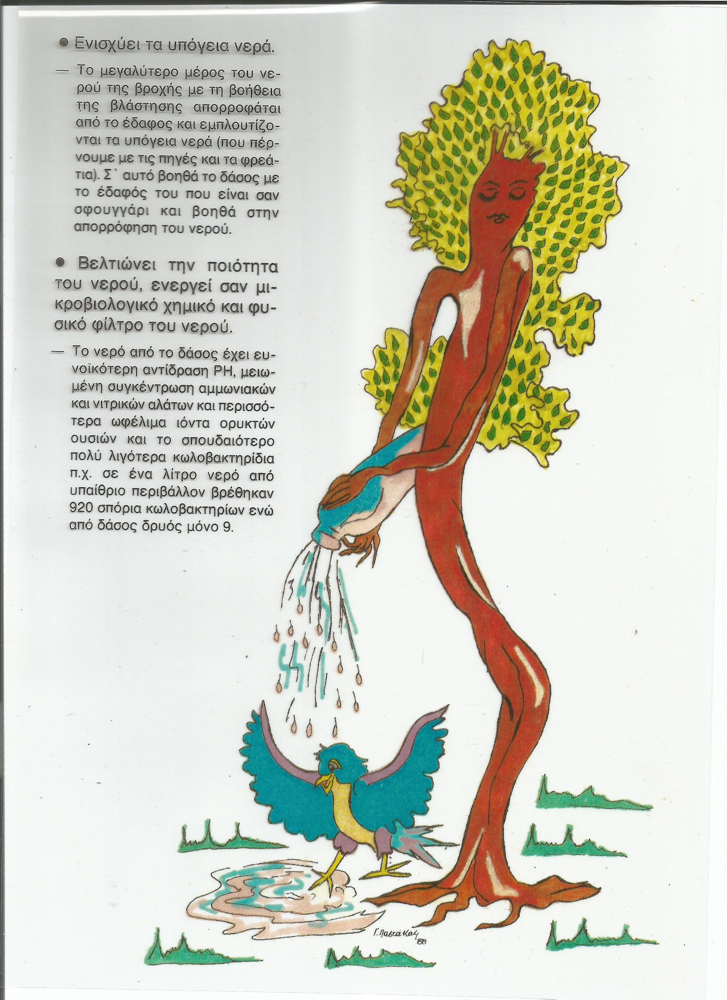 ● Ενισχύει τα υπόγεια νερά.
— Το μεγαλύτερο μέρος του νε-
ρού της βροχής με τη βοήθεια
της βλάστησης απορροφάται
από το έδαφος και εμπλουτίζο-
νται τα υπόγεια νερά (που πέρ-
νουμε με τις πηγές και τα φρεά-
τια). Σ᾽ αυτό βοηθά το δάσος με
το έδαφός του που είναι σαν
σφουγγάρι και βοηθά στην
απορρόφηση του νερού.
● Βελτιώνει την ποιότητα
του νερού, ενεργεί σαν μι-
κροβιολογικό χημικό και φυ-
σικό φίλτρο του νερού.
— Το νερό από το δάσος έχει ευ-
νοϊκότερη αντίδραση PH, μειω-
μένη συγκέντρωση αμμωνιακών
και νιτρικών αλάτων και περισσό-
τερα ωφέλιμα ιόντα ορυκτών
ουσιών και το σπουδαιότερο
πολύ λιγότερα κωλοβακτηρίδια
π.χ. σε ένα λίτρο νερό από
υπαίθριο περιβάλλον βρέθηκαν
920 σπόρια κωλοβακτηρίων ενώ
από δάσος δρυός μόνο 9.
88